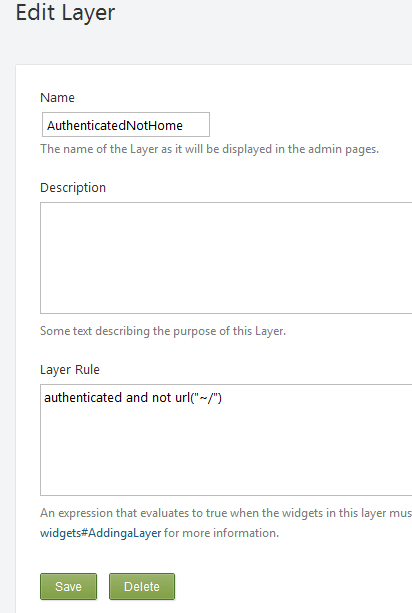 Edit Layer
Name
AuthenticatedNotHome
The name of the Layer as it will be displayed in the admin pages.
Description
Some text describing the purpose of this Layer.
Layer Rule
authenticated and not url("~/")
An expression that evaluates to true when the widgets in this layer mus
widgets#AddingaLayer for more information.
Save Delete